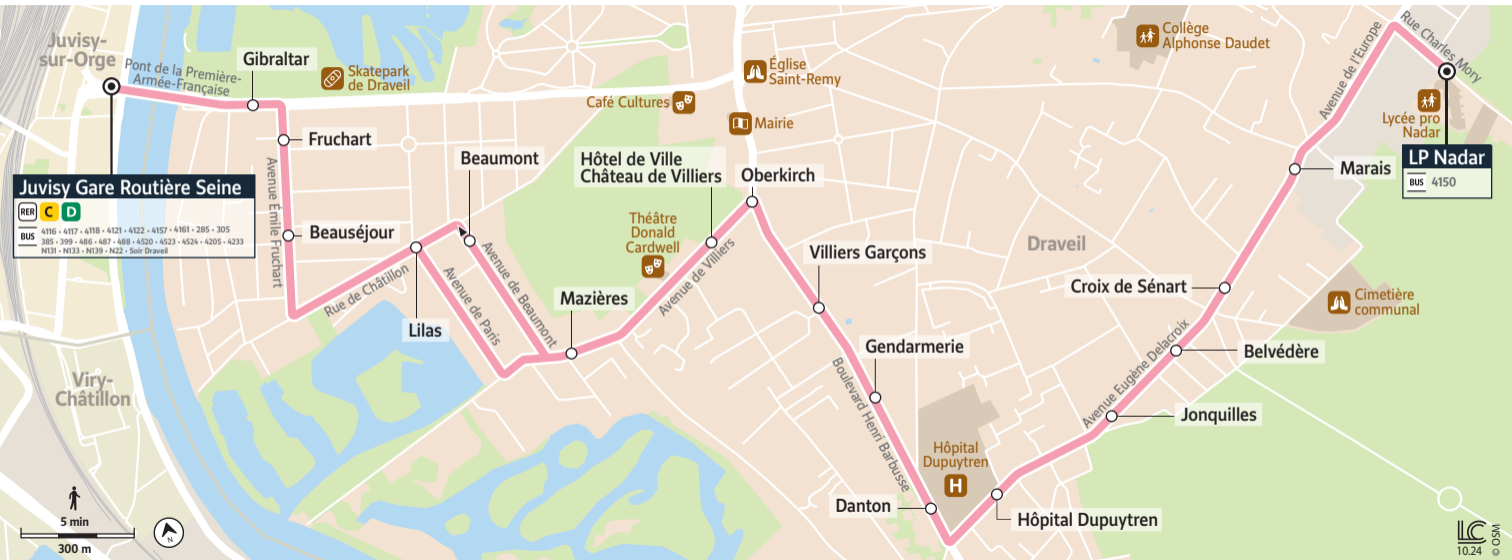 Juvisy-
sur-Orge
Pont de la Première-
Armée-Française
Gibraltar
Skatepark
de Draveil
Fruchart
Juvisy Gare Routière Seine
RER C D
BUS
4116 • 4117 • 4118 • 4121 • 4122 • 4157 • 4161 • 285 • 305
385 • 399 • 486 • 487 • 488 • 4520 • 4523 • 4524 • 4205 • 4233
N131 • N133 • N139 • N22 • Soir Draveil
Avenue Émile Fruchart
Beauséjour
Rue de Châtillon
Lilas
Avenue de Paris
Beaumont
Avenue de Beaumont
Mazières
Café Cultures
Église
Saint-Remy
Mairie
Hôtel de Ville
Château de Villiers
Oberkirch
Théâtre
Donald
Cardwell
Avenue de Villiers
Villiers Garçons
Gendarmerie
Boulevard Henri Barbusse
Danton
Hôpital
Dupuytren
H
Hôpital Dupuytren
Jonquilles
Avenue Eugène Delacroix
Belvédère
Croix de Sénart
Draveil
Cimetière
communal
Marais
Avenue de l'Europe
Collège
Alphonse Daudet
Rue Charles Mory
Lycée pro
Nadar
LP Nadar
BUS 4150
Viry-
Châtillon
5 min
300 m
N
LC
10.24
© OSM